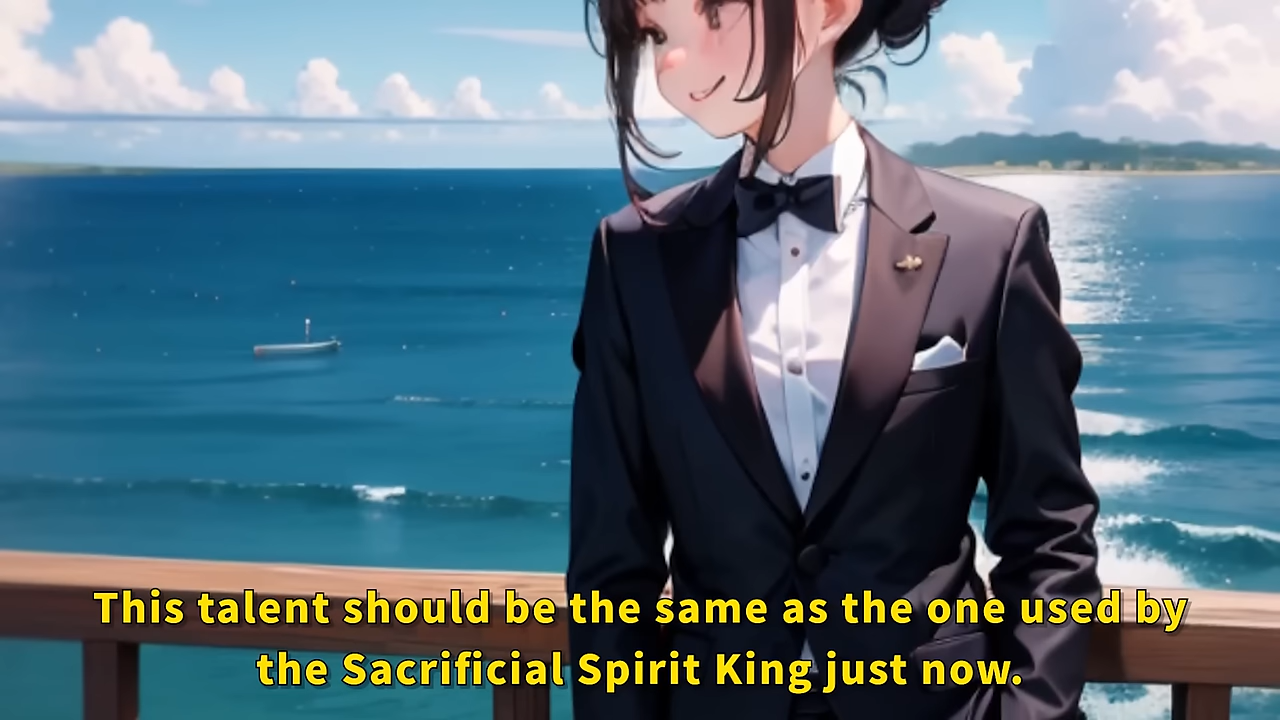 This talent should be the same as the one used by
the Sacrificial Spirit King just now.